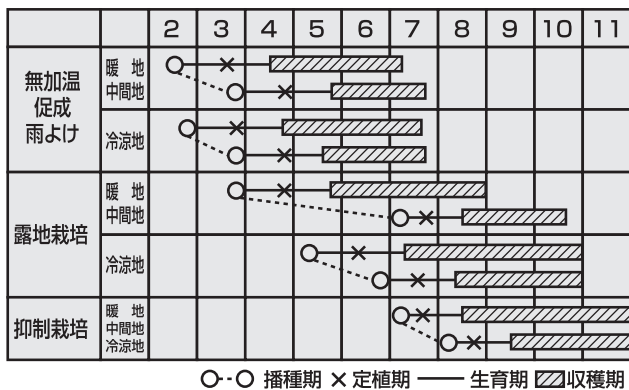 2 3 4 5 6 7 8 9 10 11
無加温
促成
雨よけ
暖 地
中間地
冷涼地
露地栽培
暖 地
中間地
冷涼地
抑制栽培
暖 地
中間地
冷涼地
播種期 定植期 生育期 収穫期